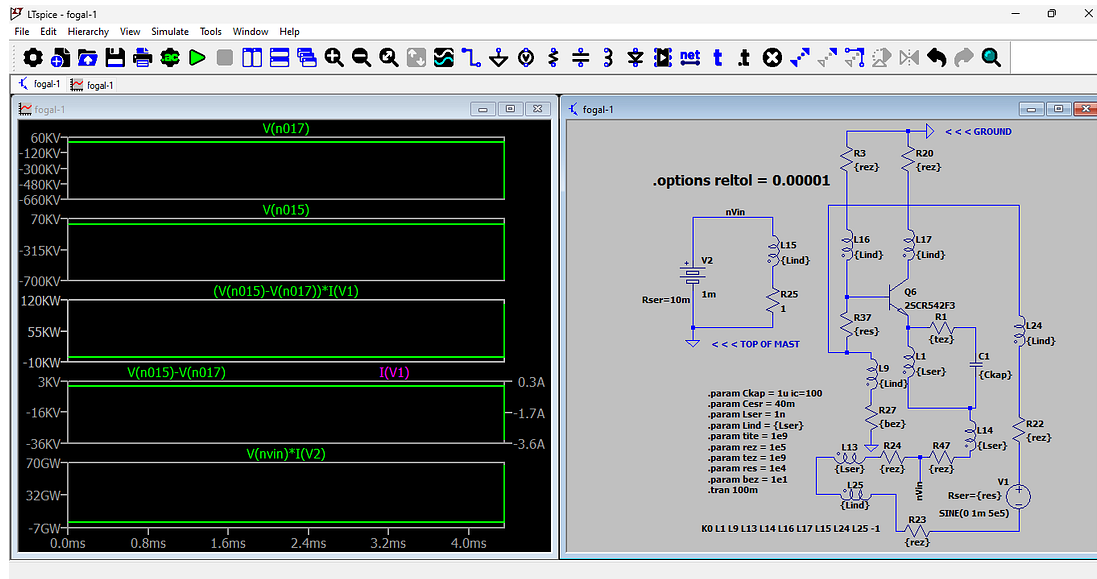 LTspice - fogal-1
File Edit Hierarchy View Simulate Tools Window Help
.ac
net
t
.t
fogal-1
fogal-1
fogal-1
V(n017)
60KV
-120KV
-300KV
-480KV
-660KV
V(n015)
70KV
-315KV
-700KV
(V(n015)-V(n017))*I(V1)
120KW
55KW
-10KW
V(n015)-V(n017) I(V1)
3KV 0.3A
-16KV -1.7A
-36KV -3.6A
V(nvin)*I(V2)
70GW
32GW
-7GW
0.0ms 0.8ms 1.6ms 2.4ms 3.2ms 4.0ms
fogal-1
< < < GROUND
R3
{rez}
R20
{rez}
.options reltol = 0.00001
nVin
L15
{Lind}
V2
Rser=10m
1m
R25
1
< < < TOP OF MAST
L16
{Lind}
L17
{Lind}
Q6
2SCR542F3
R37
{res}
R1
{tez}
L24
{Lind}
L9
{Lind}
L1
{Lser}
C1
{Ckap}
.param Ckap = 1u ic=100
.param Cesr = 40m
.param Lser = 1n
.param Lind = {Lser}
.param tite = 1e9
.param rez = 1e5
.param tez = 1e9
.param res = 1e4
.param bez = 1e1
.tran 100m
R27
{bez}
L14
{Lser}
R22
{rez}
L13
{Lser}
R24
{rez}
R47
{rez}
nVin
L25
{Lind}
V1
Rser={res}
SINE(0 1m 5e5)
K0 L1 L9 L13 L14 L16 L17 L15 L24 L25 -1
R23
{rez}